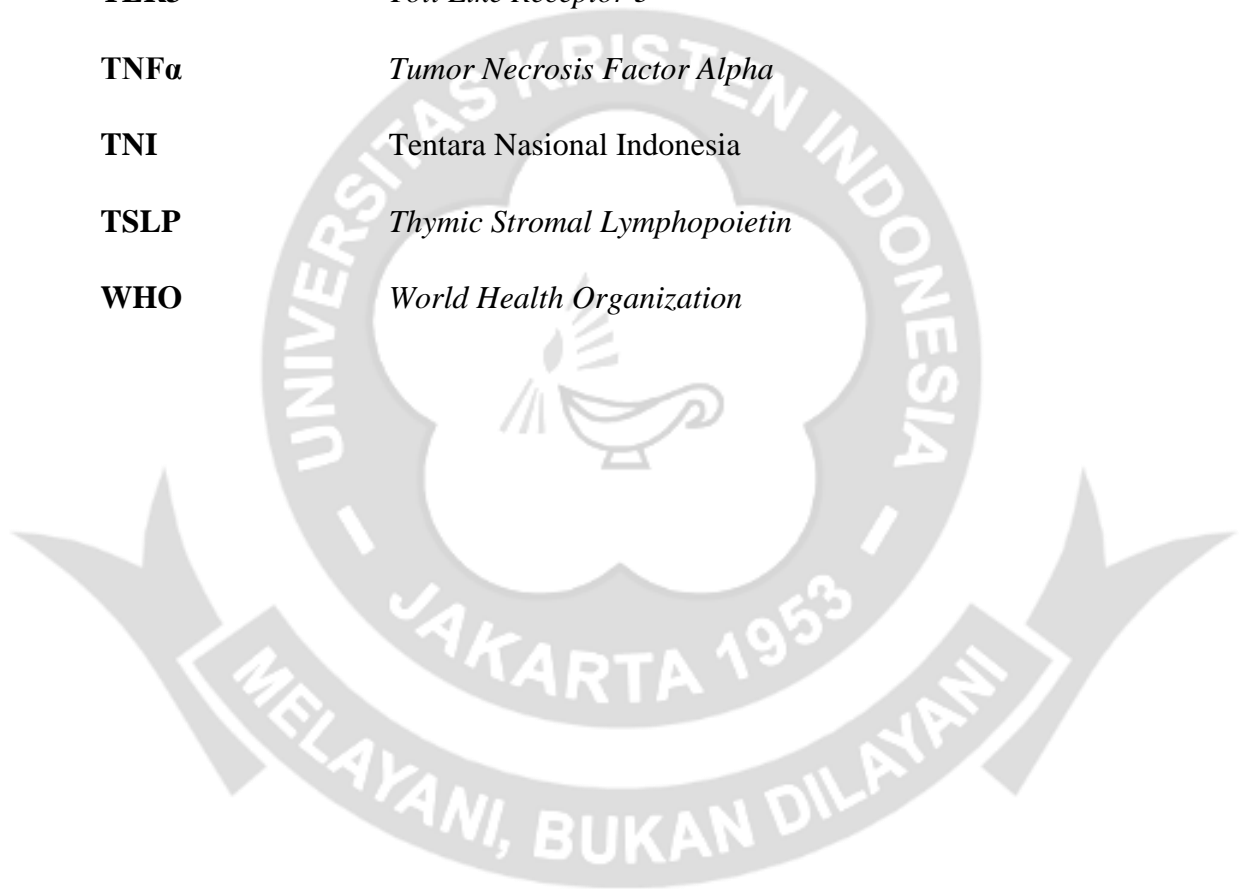 TNFα Tumor Necrosis Factor Alpha
TNI Tentara Nasional Indonesia
TSLP Thymic Stromal Lymphopoietin
WHO World Health Organization
UNIVERSITAS KRISTEN INDONESIA
JAKARTA 1953
MELAYANI, BUKAN DILAYANI